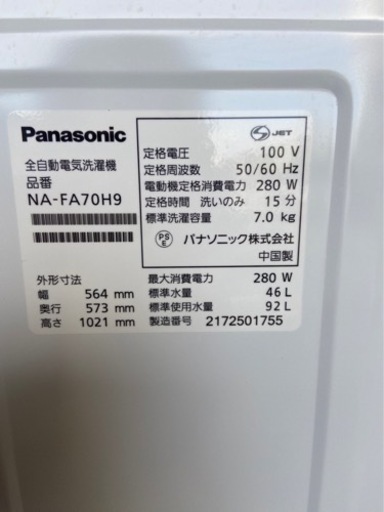 Panasonic
全自動電気洗濯機
品番
NA-FA70H9
外形寸法
幅 564 mm
奥行 573 mm
高さ 1021 mm
S JET
定格電圧 100 V
定格周波数 50/60 Hz
電動機定格消費電力 280 W
定格時間 洗いのみ 15 分
標準洗濯容量 7.0 kg
PSE パナソニック株式会社
中国製
最大消費電力 280 W
標準水量 46 L
標準使用水量 92 L
製造番号 2172501755